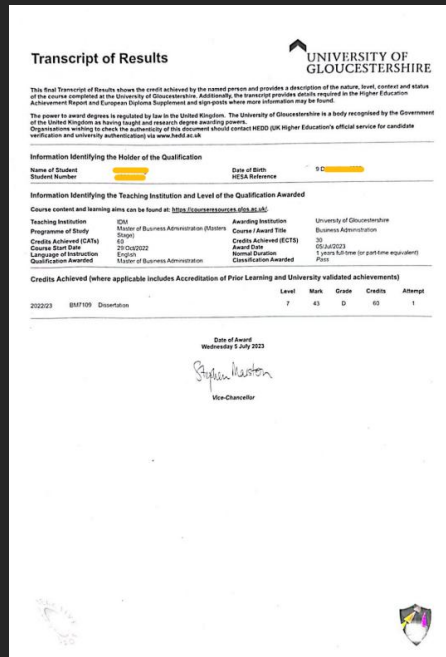 Transcript of Results
UNIVERSITY OF
GLOUCESTERSHIRE
This final Transcript of Results shows the credit achieved by the named person and provides a description of the nature, level, context and status
of the course completed at the University of Gloucestershire. Additionally, the transcript provides details required in the Higher Education
Achievement Report and European Diploma Supplement and sign-posts where more information may be found.
The power to award degrees is regulated by law in the United Kingdom. The University of Gloucestershire is a body recognised by the Government
of the United Kingdom as having taught and research degree awarding powers.
Organisations wishing to check the authenticity of this document should contact HEDD (UK Higher Education's official service for candidate
verification and university authentication) via www.hedd.ac.uk
Information Identifying the Holder of the Qualification
Name of Student Date of Birth 9 D
Student Number HESA Reference
Information Identifying the Teaching Institution and Level of the Qualification Awarded
Course content and learning aims can be found at: https://courseresources.glos.ac.uk/.
Teaching Institution IDM Awarding Institution University of Gloucestershire
Programme of Study Master of Business Administration (Masters Stage) Course / Award Title Business Administration
Credits Achieved (CATs) 60 Credits Achieved (ECTS) 30
Course Start Date 29 Oct/2022 Award Date 05/Jul/2023
Language of Instruction English Normal Duration 1 years full-time (or part-time equivalent)
Qualification Awarded Master of Business Administration Classification Awarded Pass
Credits Achieved (where applicable includes Accreditation of Prior Learning and University validated achievements)
Level Mark Grade Credits Attempt
2022/23 BM7109 Dissertation 7 43 D 60 1
Date of Award
Wednesday 5 July 2023
Stephen Marston
Vice-Chancellor